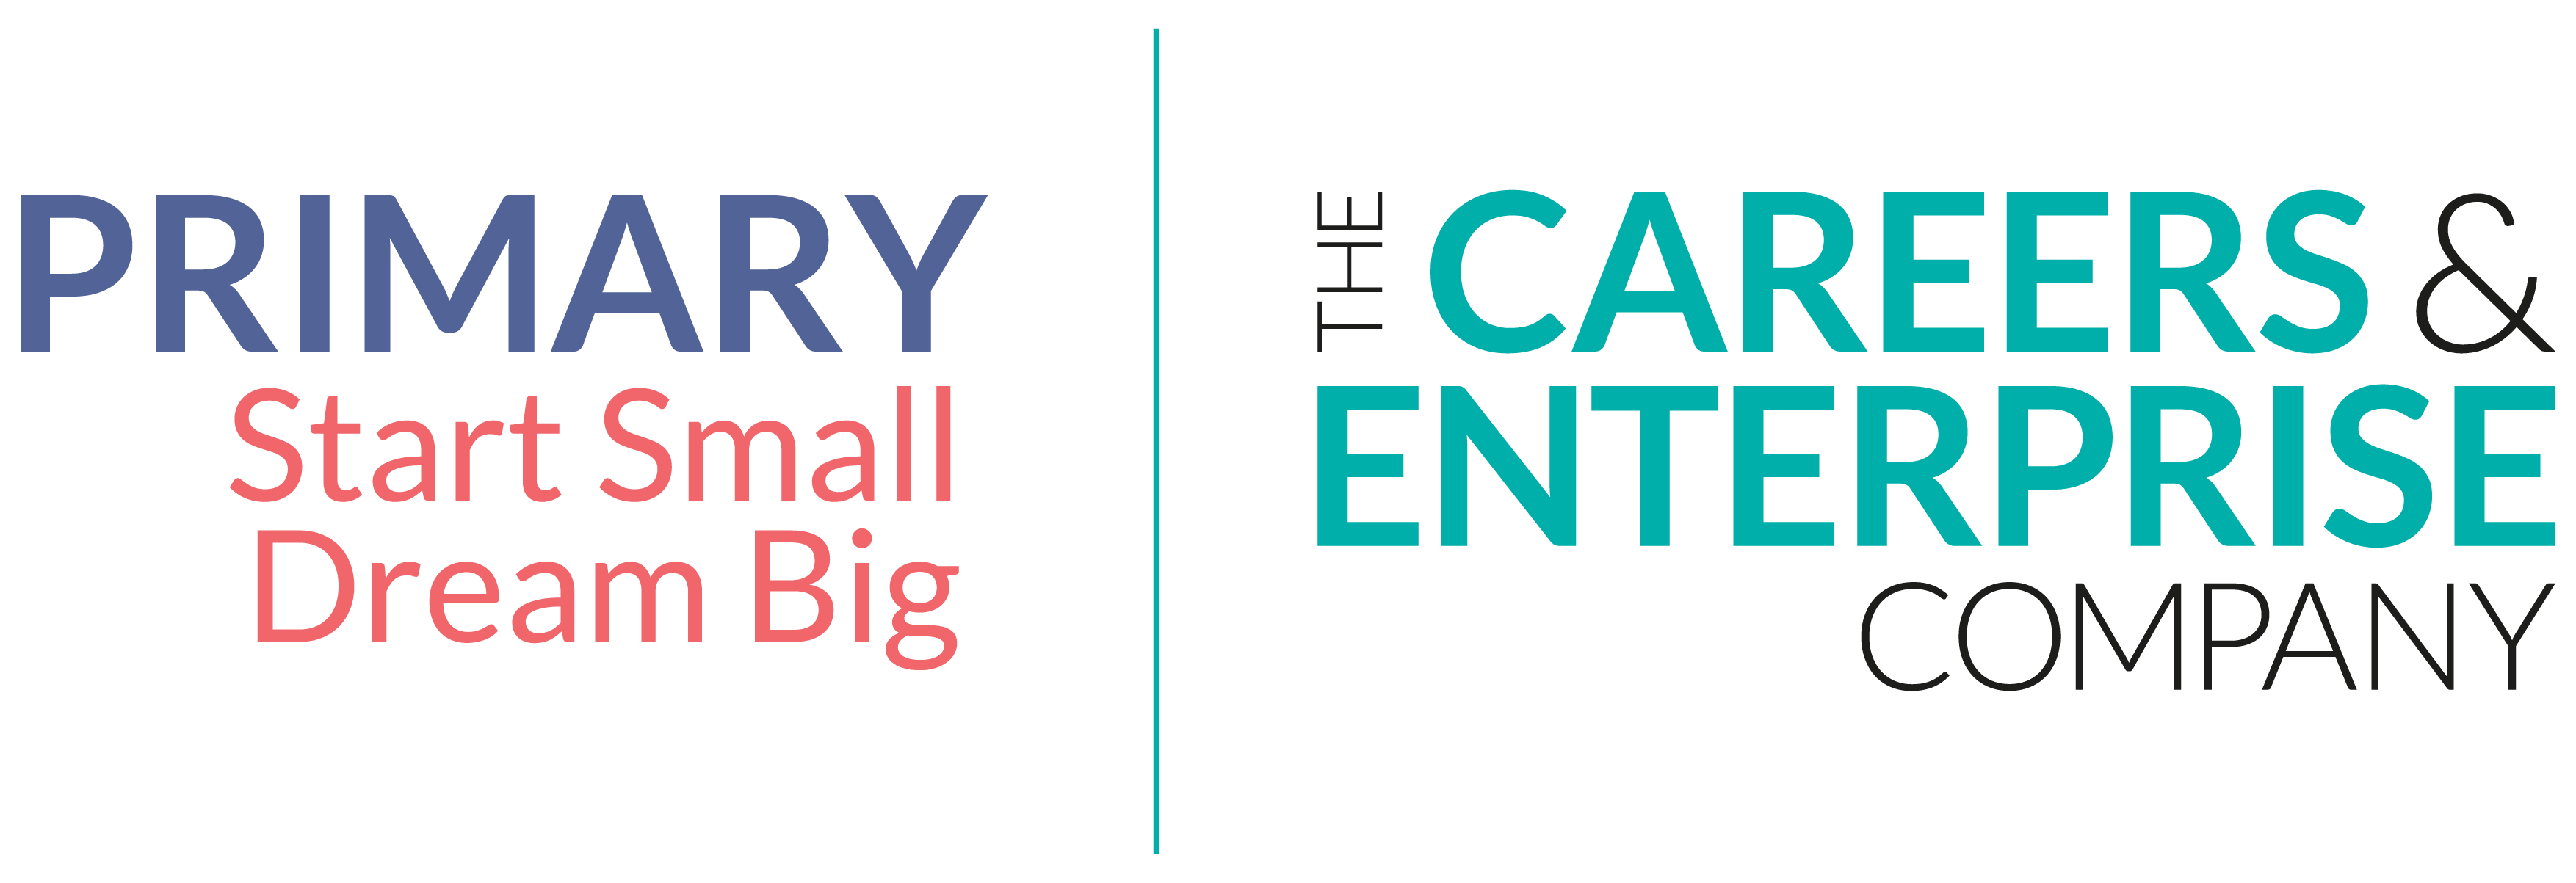 PRIMARY
Start Small
Dream Big
THE CAREERS &
ENTERPRISE
COMPANY